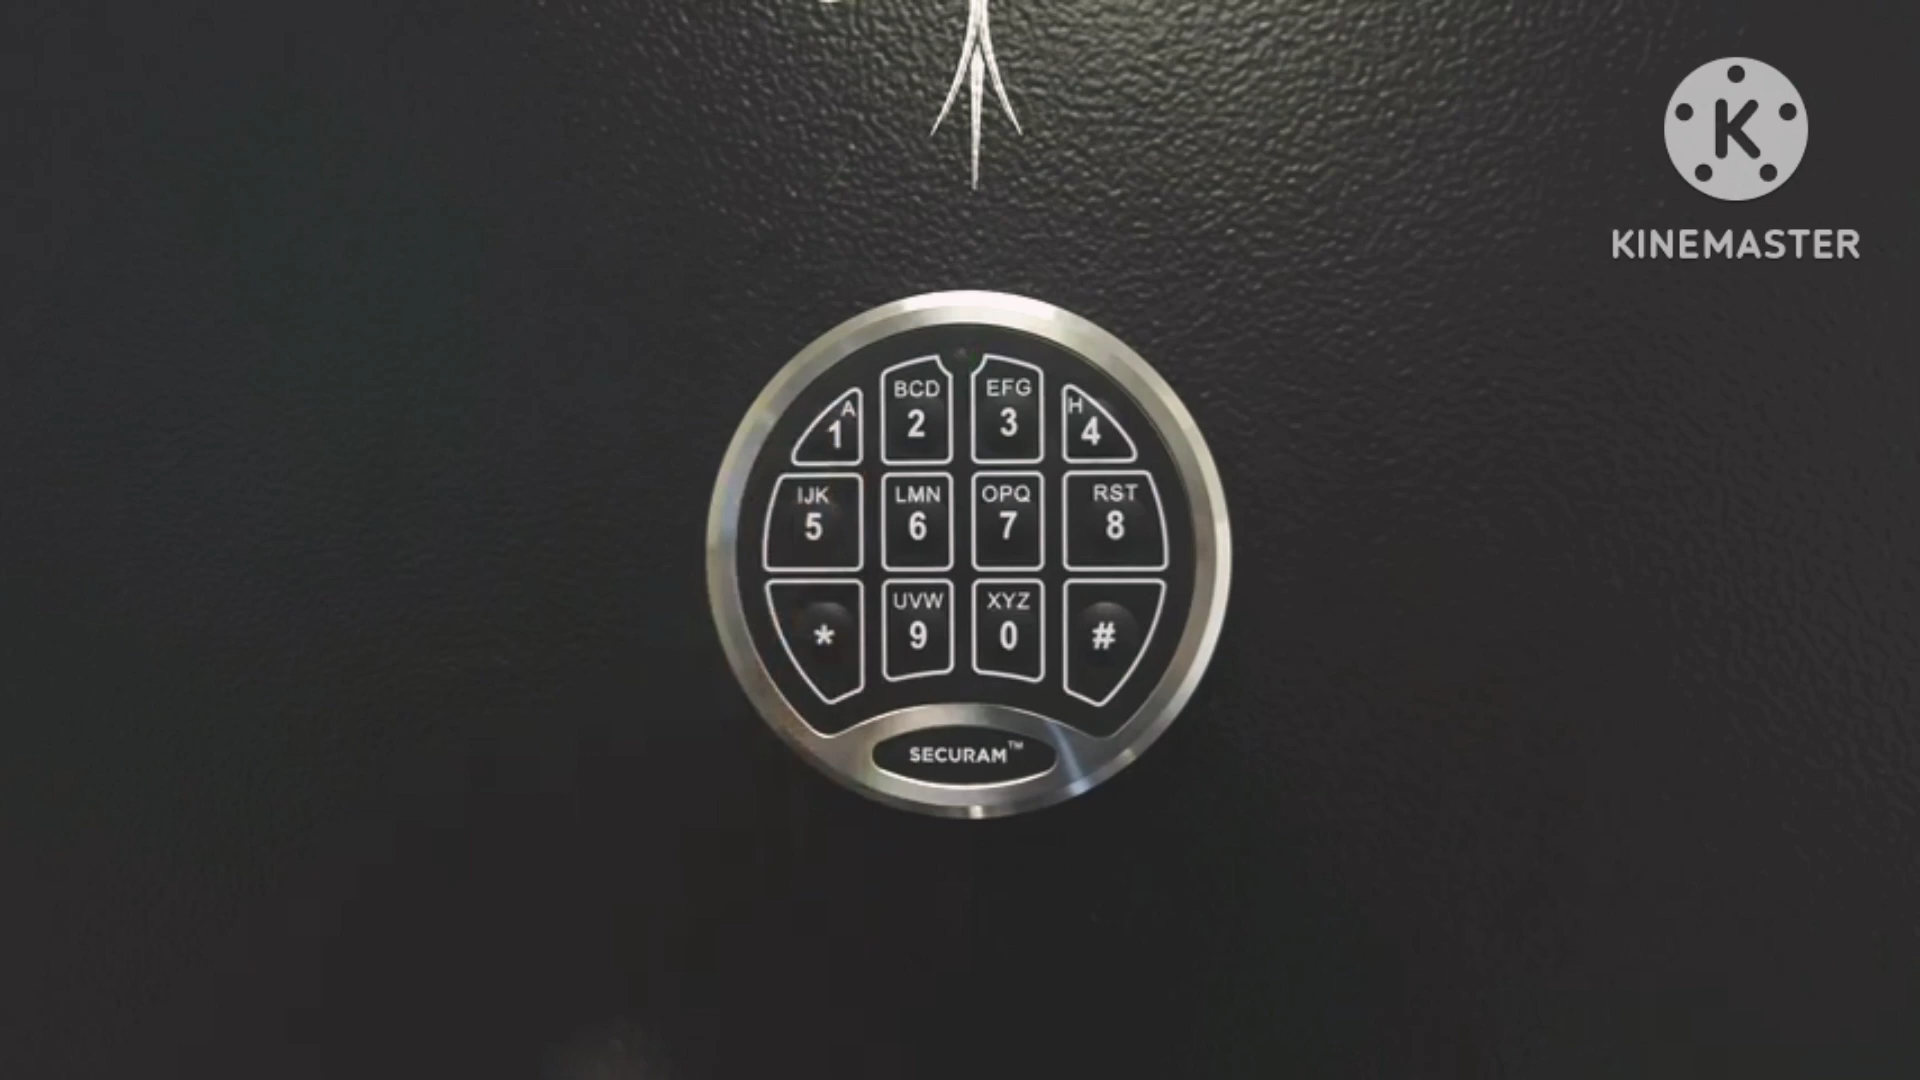 K
KINEMASTER
A
1
BCD
2
EFG
3
H
4
IJK
5
LMN
6
OPQ
7
RST
8
*
UVW
9
XYZ
0
#
SECURAM™